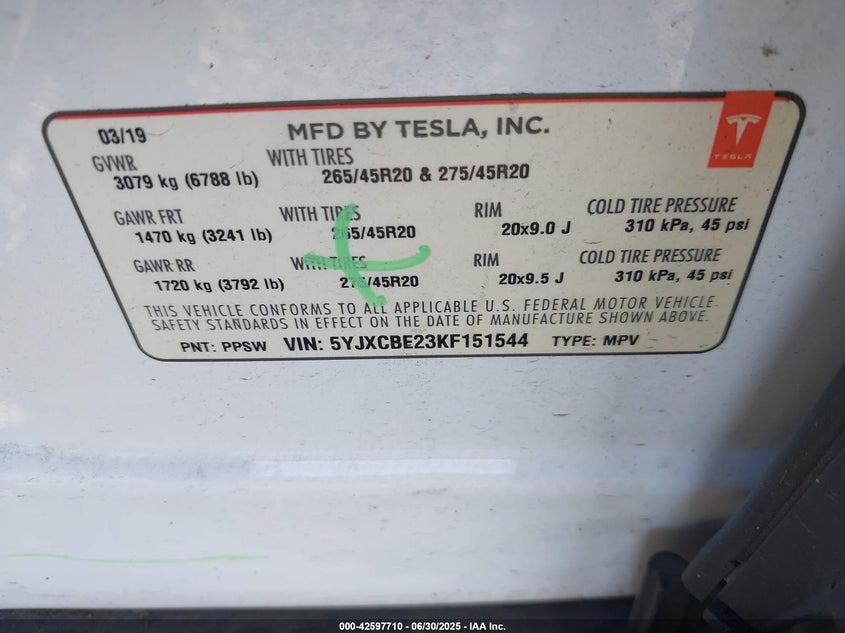 03/19
MFD BY TESLA, INC.
TESLA
GVWR
3079 kg (6788 lb)
WITH TIRES
265/45R20 & 275/45R20
GAWR FRT
1470 kg (3241 lb)
WITH TIRES
265/45R20
RIM
20x9.0 J
COLD TIRE PRESSURE
310 kPa, 45 psi
GAWR RR
1720 kg (3792 lb)
WITH TIRES
275/45R20
RIM
20x9.5 J
COLD TIRE PRESSURE
310 kPa, 45 psi
THIS VEHICLE CONFORMS TO ALL APPLICABLE U.S. FEDERAL MOTOR VEHICLE
SAFETY STANDARDS IN EFFECT ON THE DATE OF MANUFACTURE SHOWN ABOVE.
PNT: PPSW VIN: 5YJXCBE23KF151544 TYPE: MPV
000-42597710 - 06/30/2025 - IAA Inc.